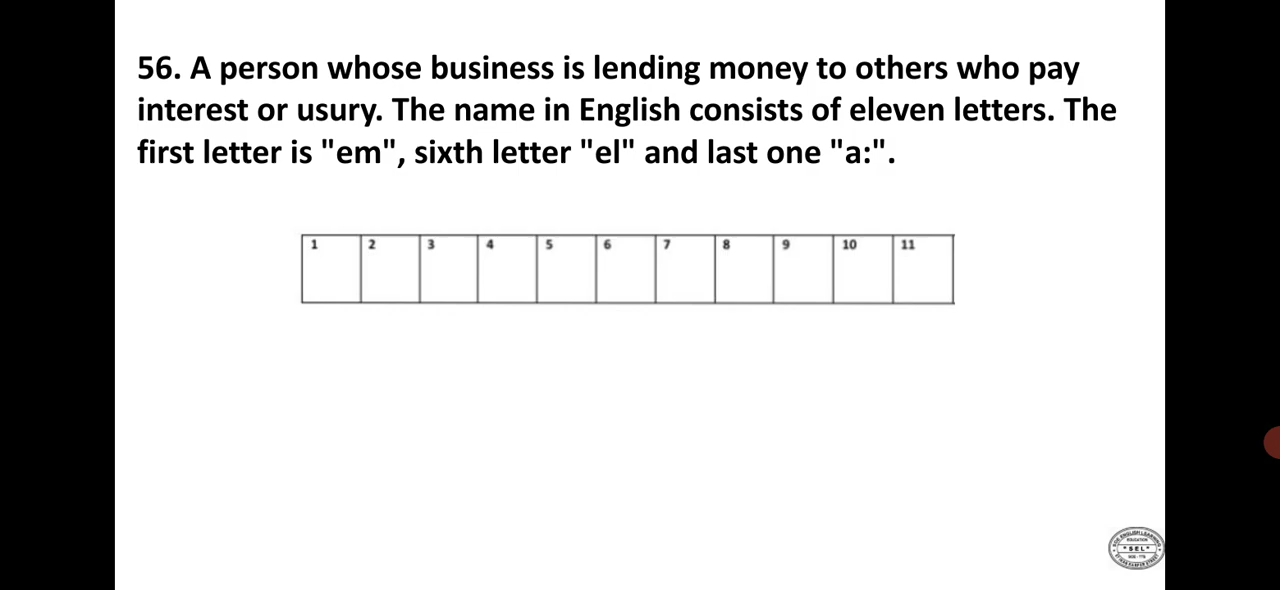 56. A person whose business is lending money to others who pay
interest or usury. The name in English consists of eleven letters. The
first letter is "em", sixth letter "el" and last one "a:".
1 2 3 4 5 6 7 8 9 10 11
EDUCATION
* SEL *